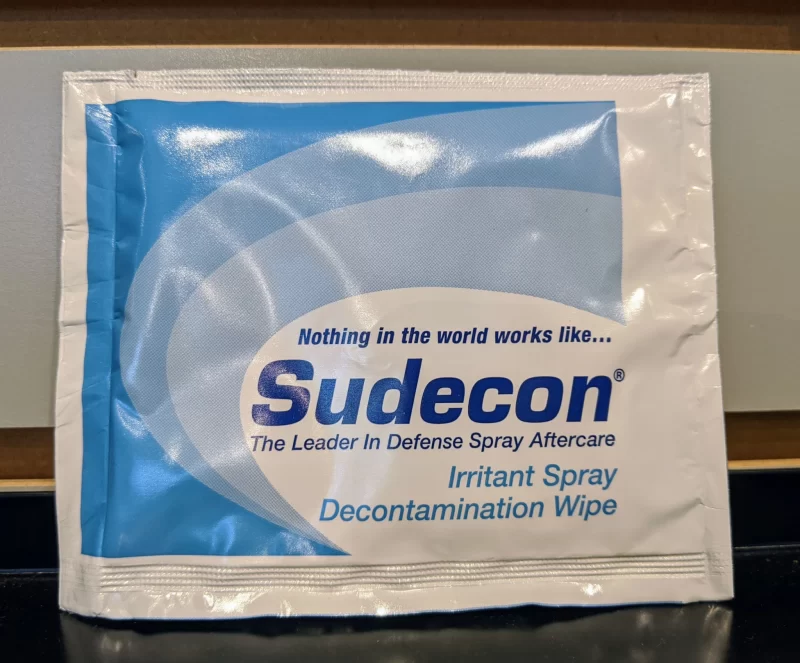 Nothing in the world works like...
Sudecon®
The Leader In Defense Spray Aftercare
Irritant Spray
Decontamination Wipe